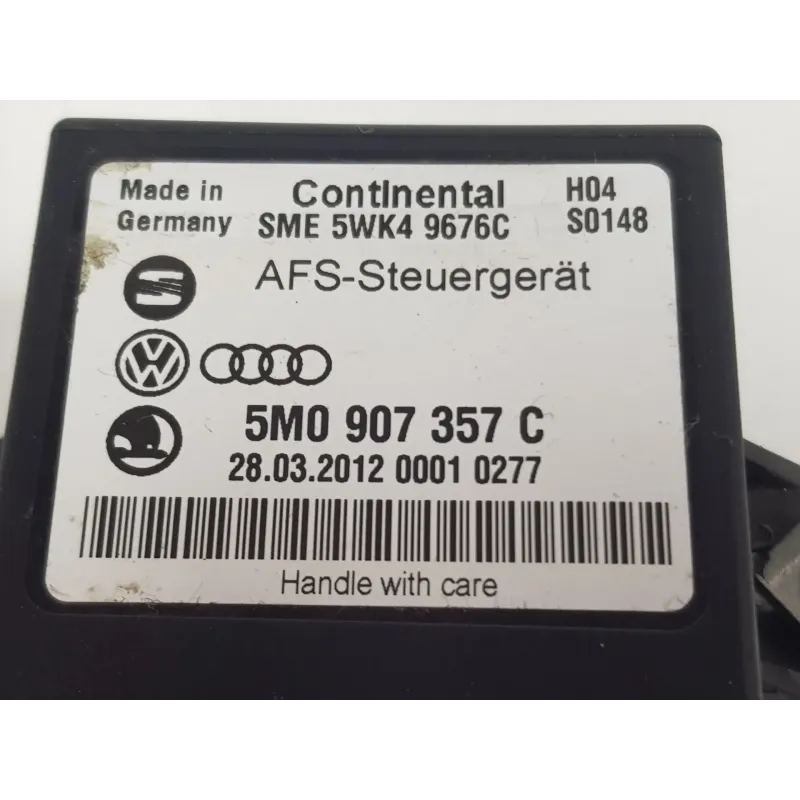 Made in Germany
Continental
SME 5WK4 9676C
H04
S0148
AFS-Steuergerät
VW
5M0 907 357 C
28.03.2012 0001 0277
Handle with care